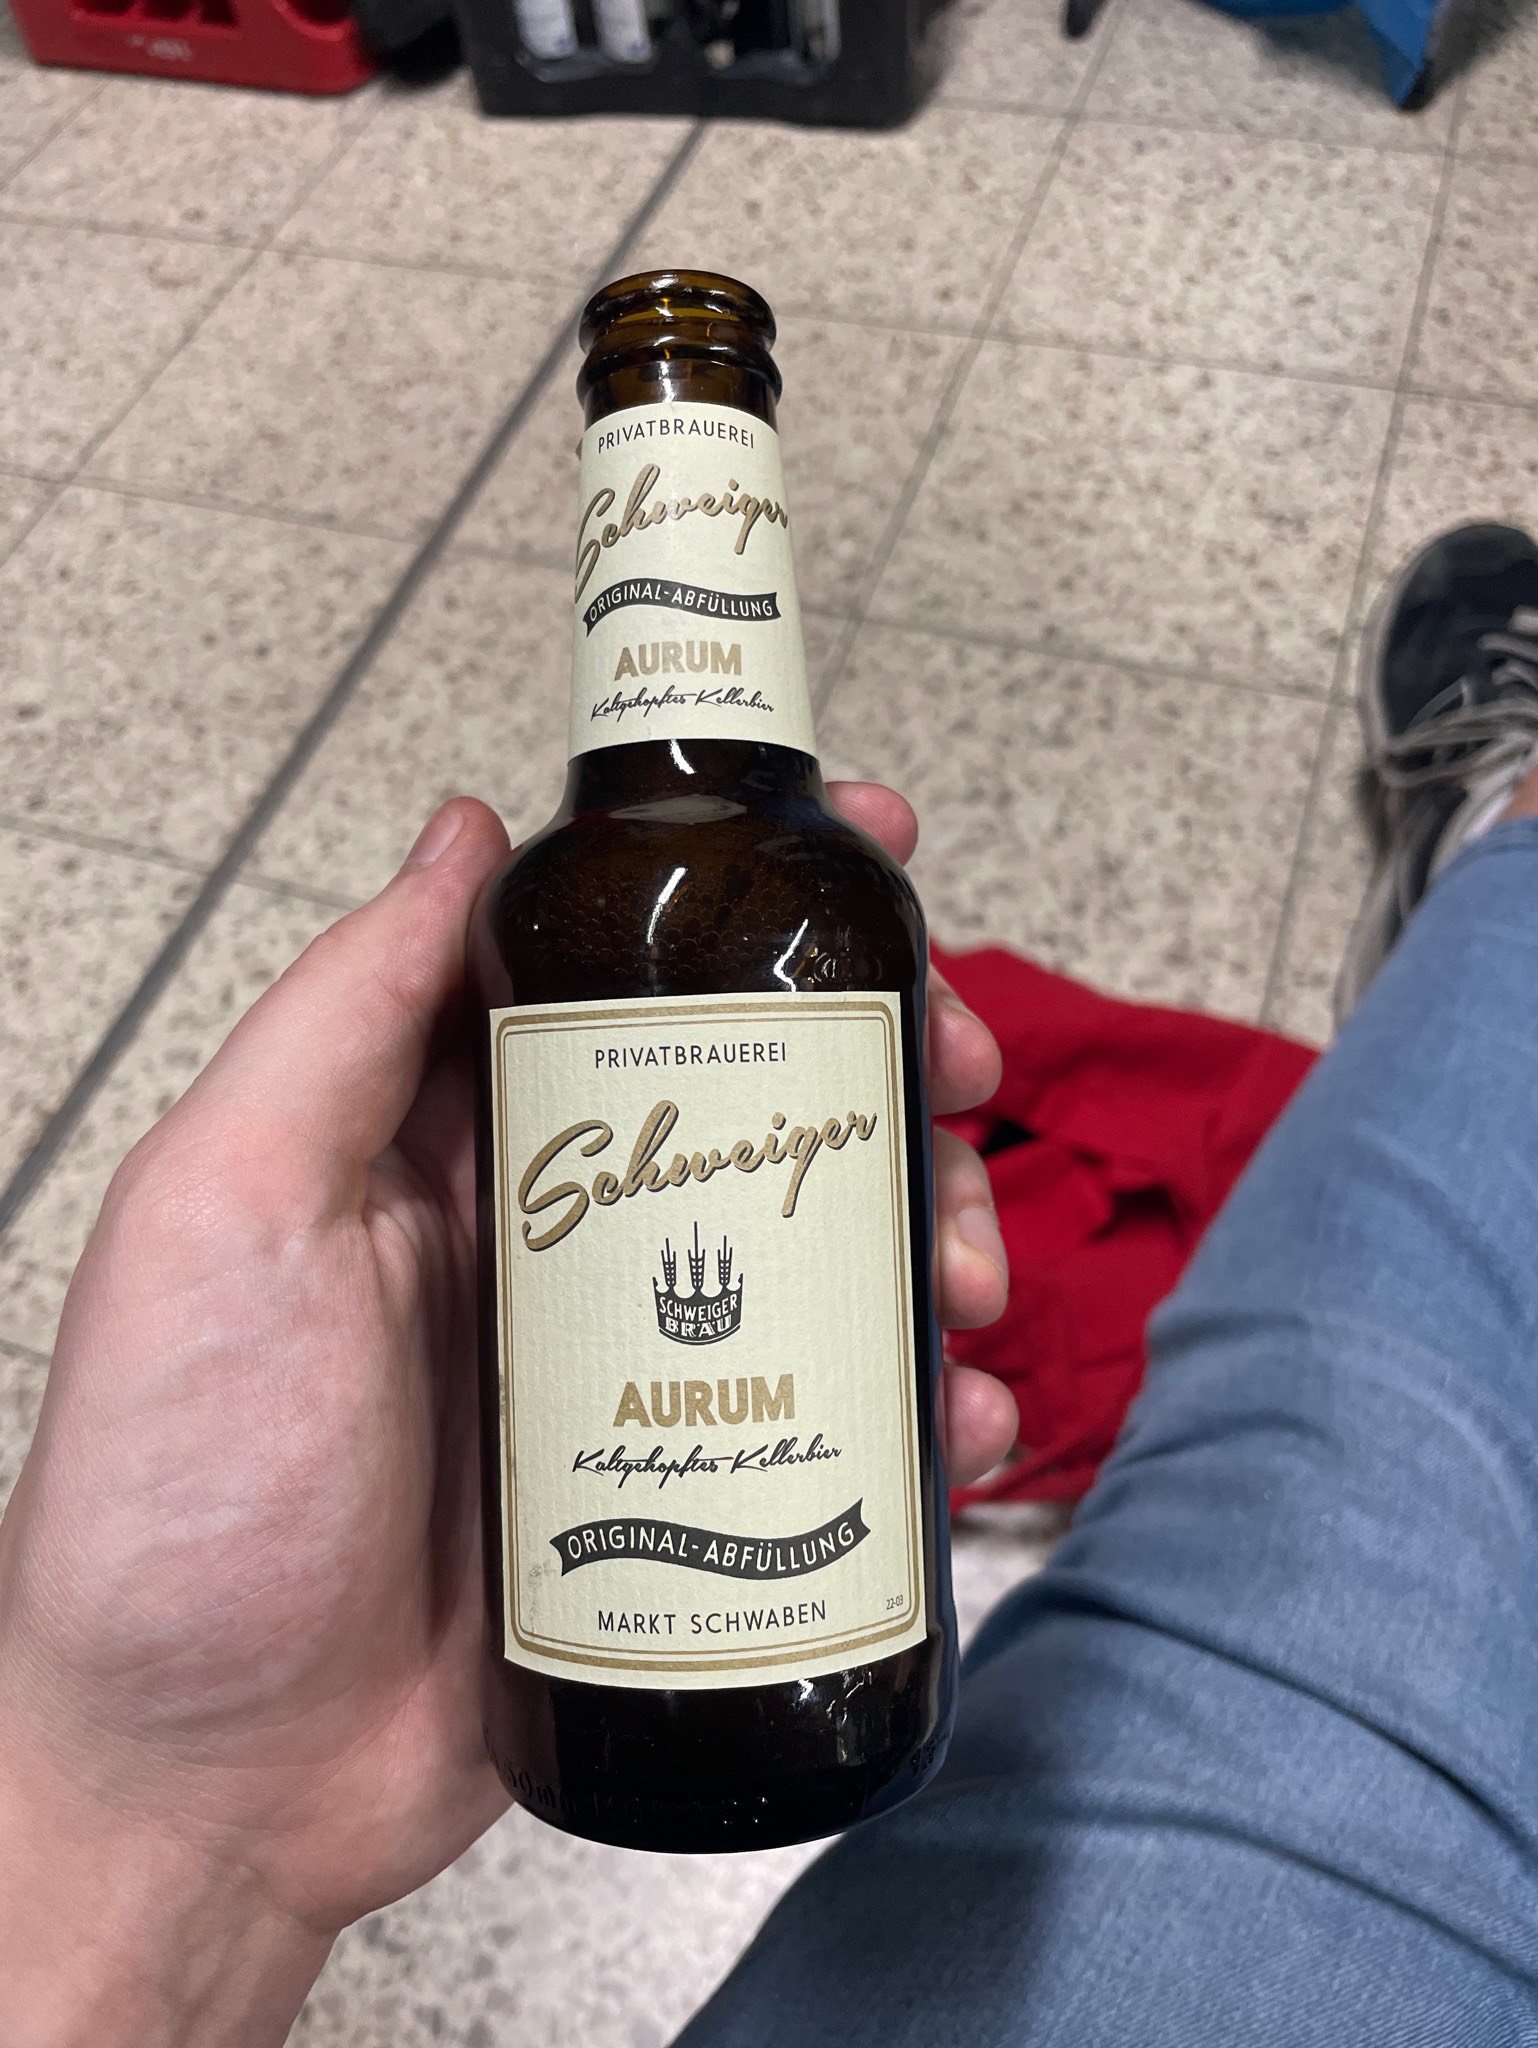 PRIVATBRAUEREI
Schweiger
ORIGINAL-ABFÜLLUNG
AURUM
Kaltgehopftes Kellerbier
PRIVATBRAUEREI
Schweiger
SCHWEIGER
BRÄU
AURUM
Kaltgehopftes Kellerbier
ORIGINAL-ABFÜLLUNG
MARKT SCHWABEN
22-03